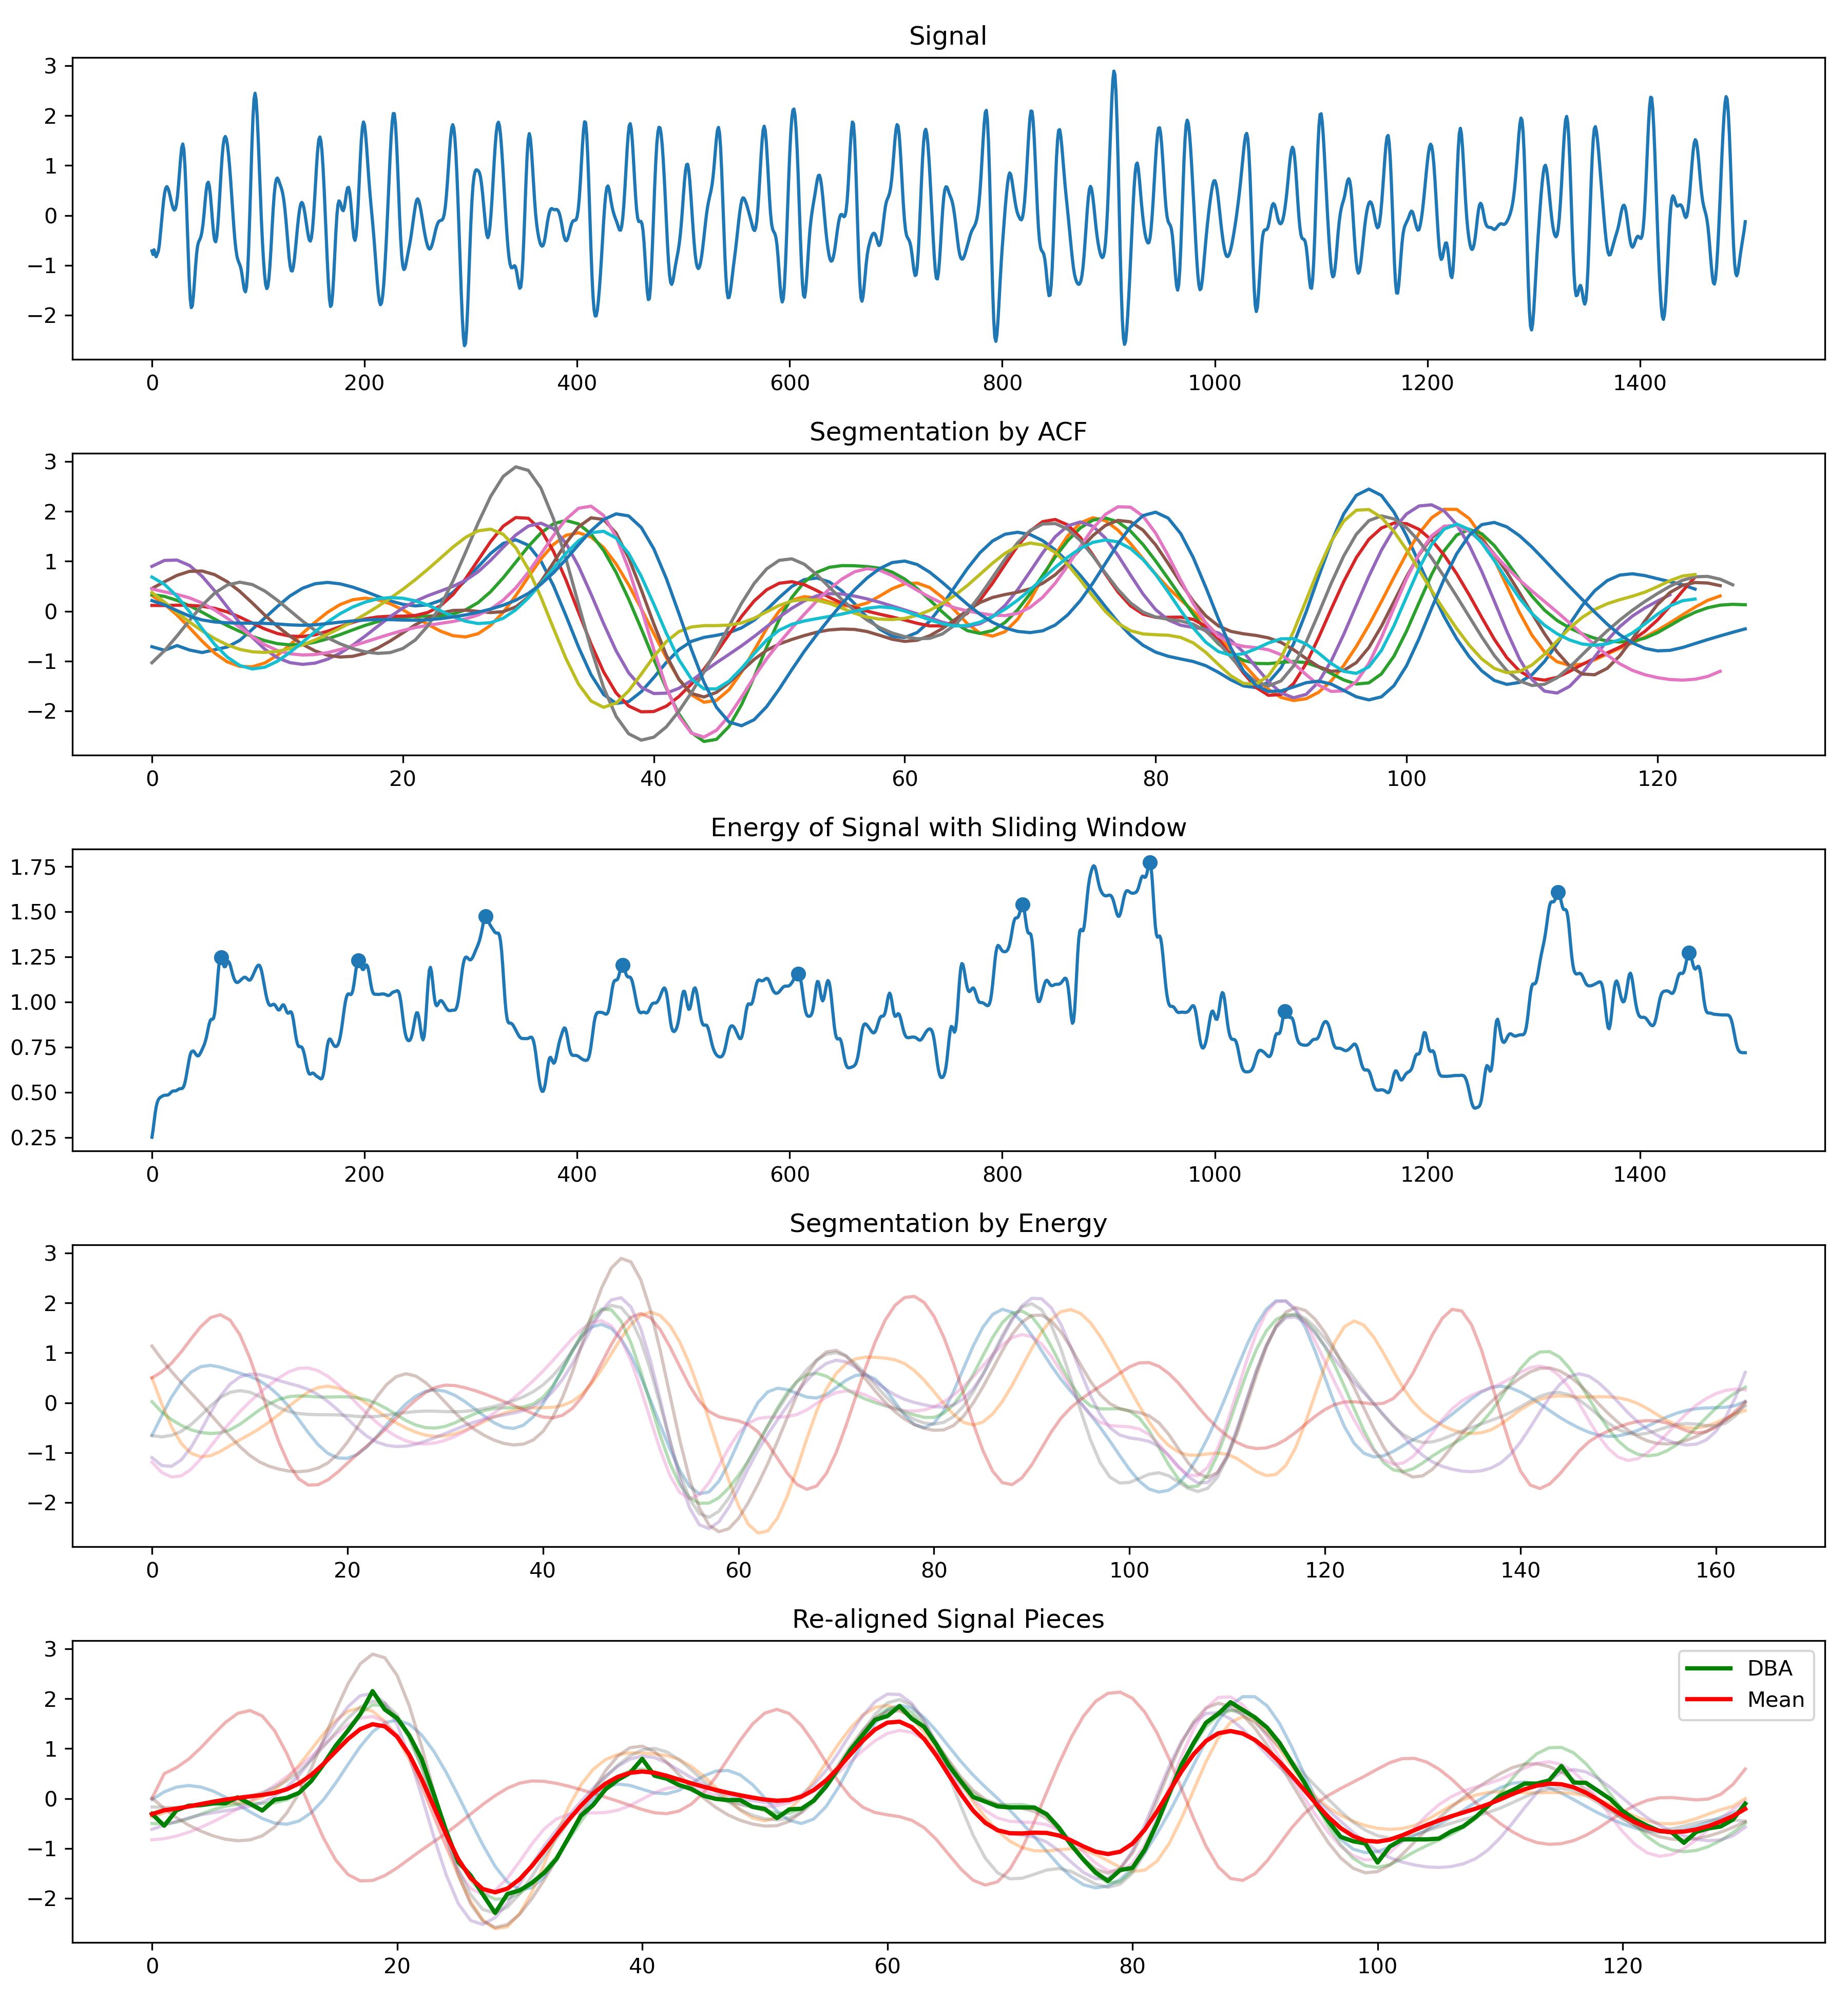 Signal
3
2
1
0
−1
−2
0 200 400 600 800 1000 1200 1400
Segmentation by ACF
3
2
1
0
−1
−2
0 20 40 60 80 100 120
Energy of Signal with Sliding Window
1.75
1.50
1.25
1.00
0.75
0.50
0.25
0 200 400 600 800 1000 1200 1400
Segmentation by Energy
3
2
1
0
−1
−2
0 20 40 60 80 100 120 140 160
Re-aligned Signal Pieces
3
2
1
0
−1
−2
DBA
Mean
0 20 40 60 80 100 120